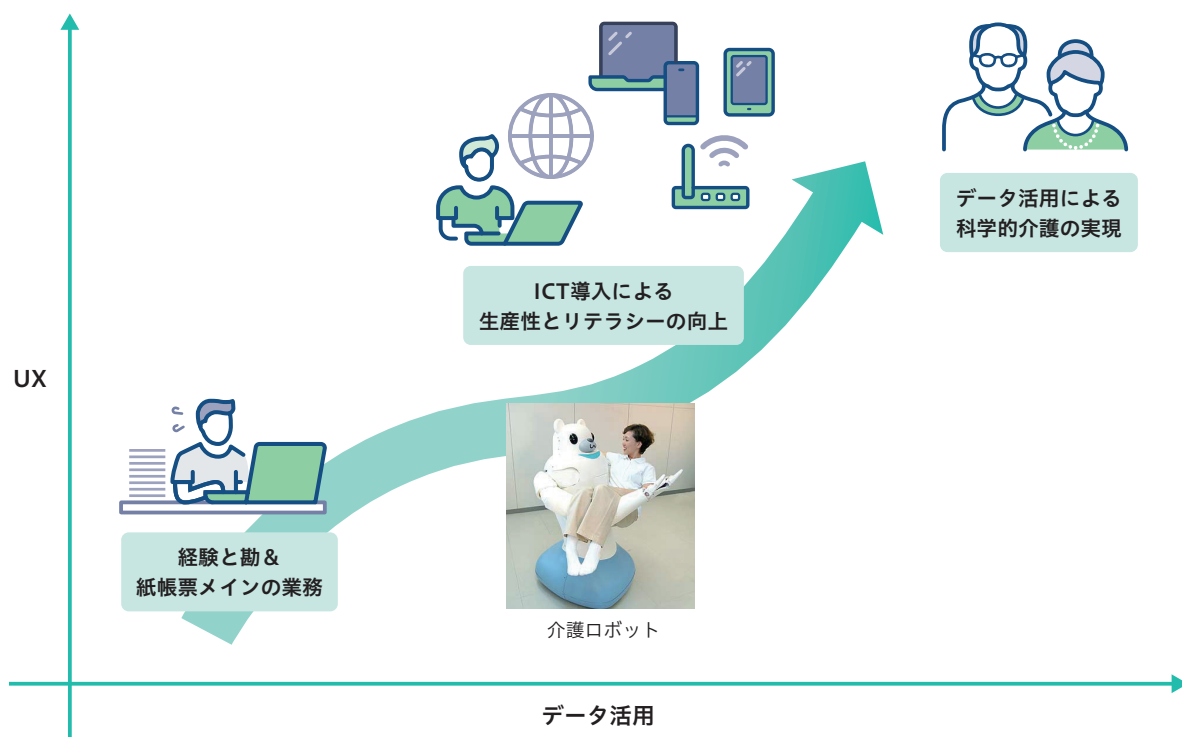 データ活用による
科学的介護の実現
ICT導入による
生産性とリテラシーの向上
UX
経験と勘&
紙帳票メインの業務
介護ロボット
データ活用